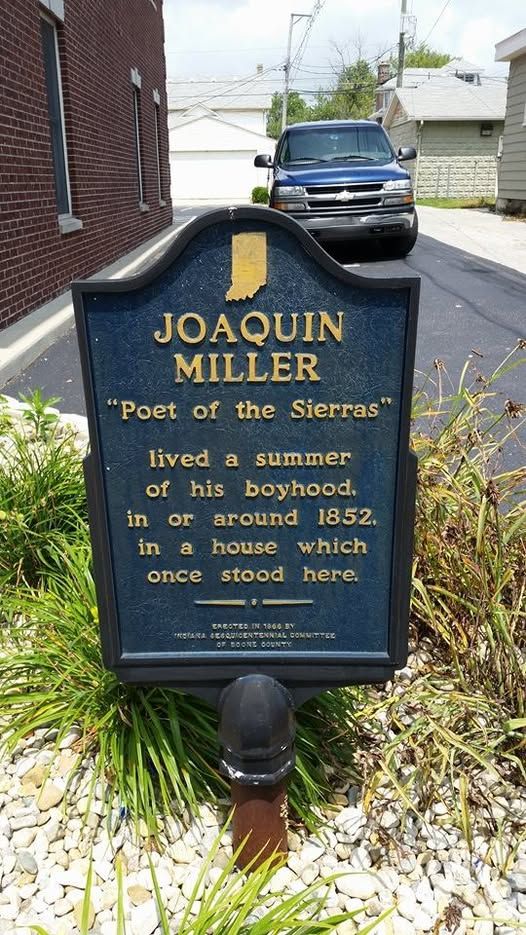 JOAQUIN
MILLER
"Poet of the Sierras"
lived a summer
of his boyhood,
in or around 1852,
in a house which
once stood here.
ERECTED IN 1966 BY
INDIANA SESQUICENTENNIAL COMMITTEE
OF BOONE COUNTY